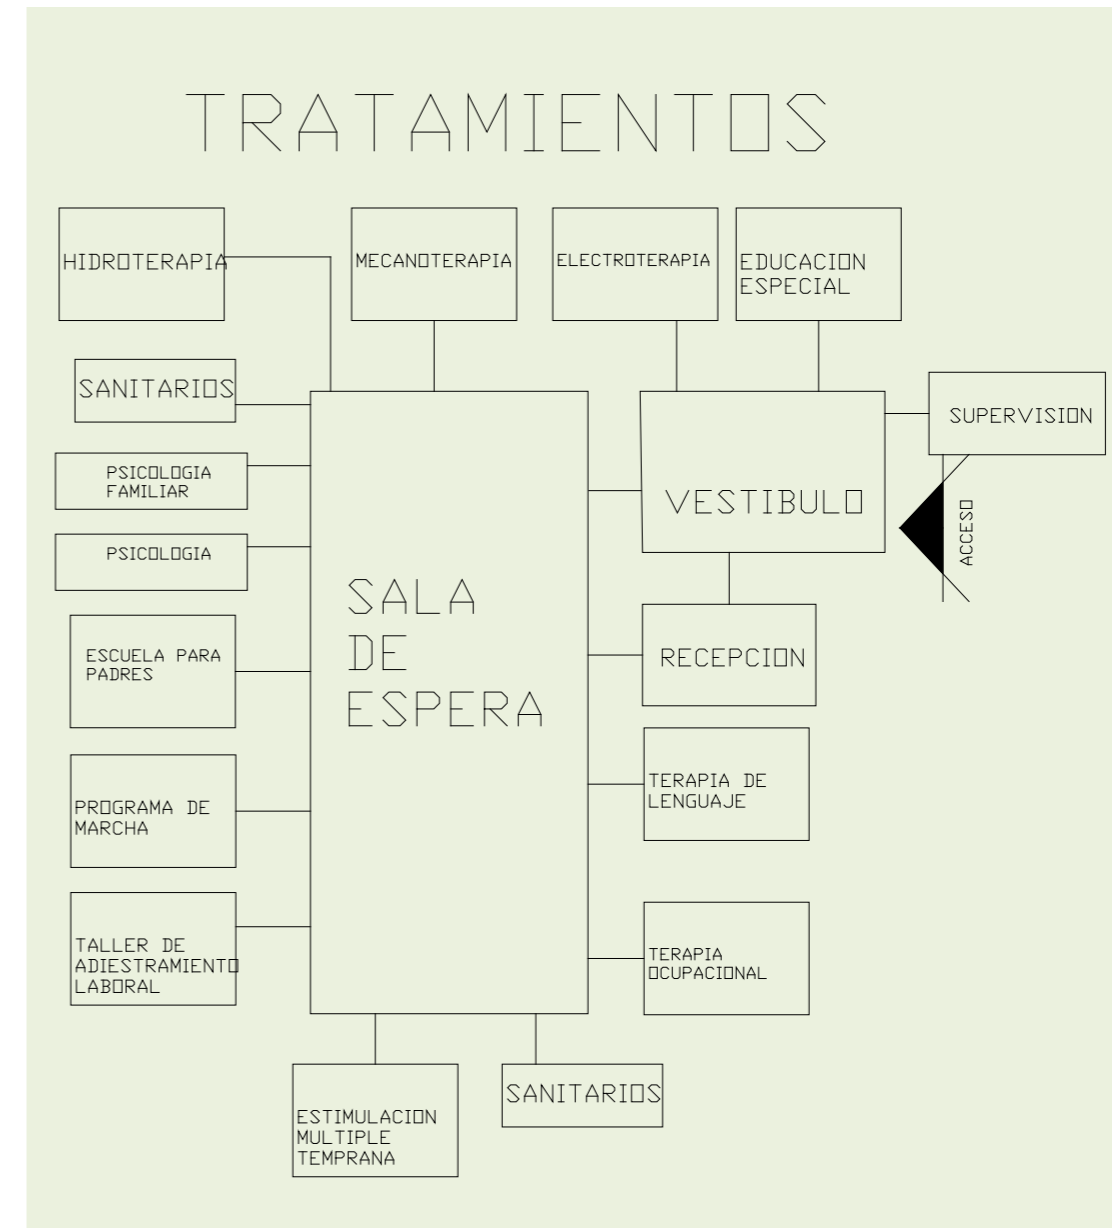 TRATAMIENTOS
HIDROTERAPIA
MECANOTERAPIA
ELECTROTERAPIA
EDUCACION
ESPECIAL
SANITARIOS
SUPERVISION
PSICOLOGIA
FAMILIAR
VESTIBULO
ACCESO
PSICOLOGIA
SALA
DE
ESPERA
ESCUELA PARA
PADRES
RECEPCION
PROGRAMA DE
MARCHA
TERAPIA DE
LENGUAJE
TALLER DE
ADIESTRAMIENTO
LABORAL
TERAPIA
OCUPACIONAL
ESTIMULACION
MULTIPLE
TEMPRANA
SANITARIOS